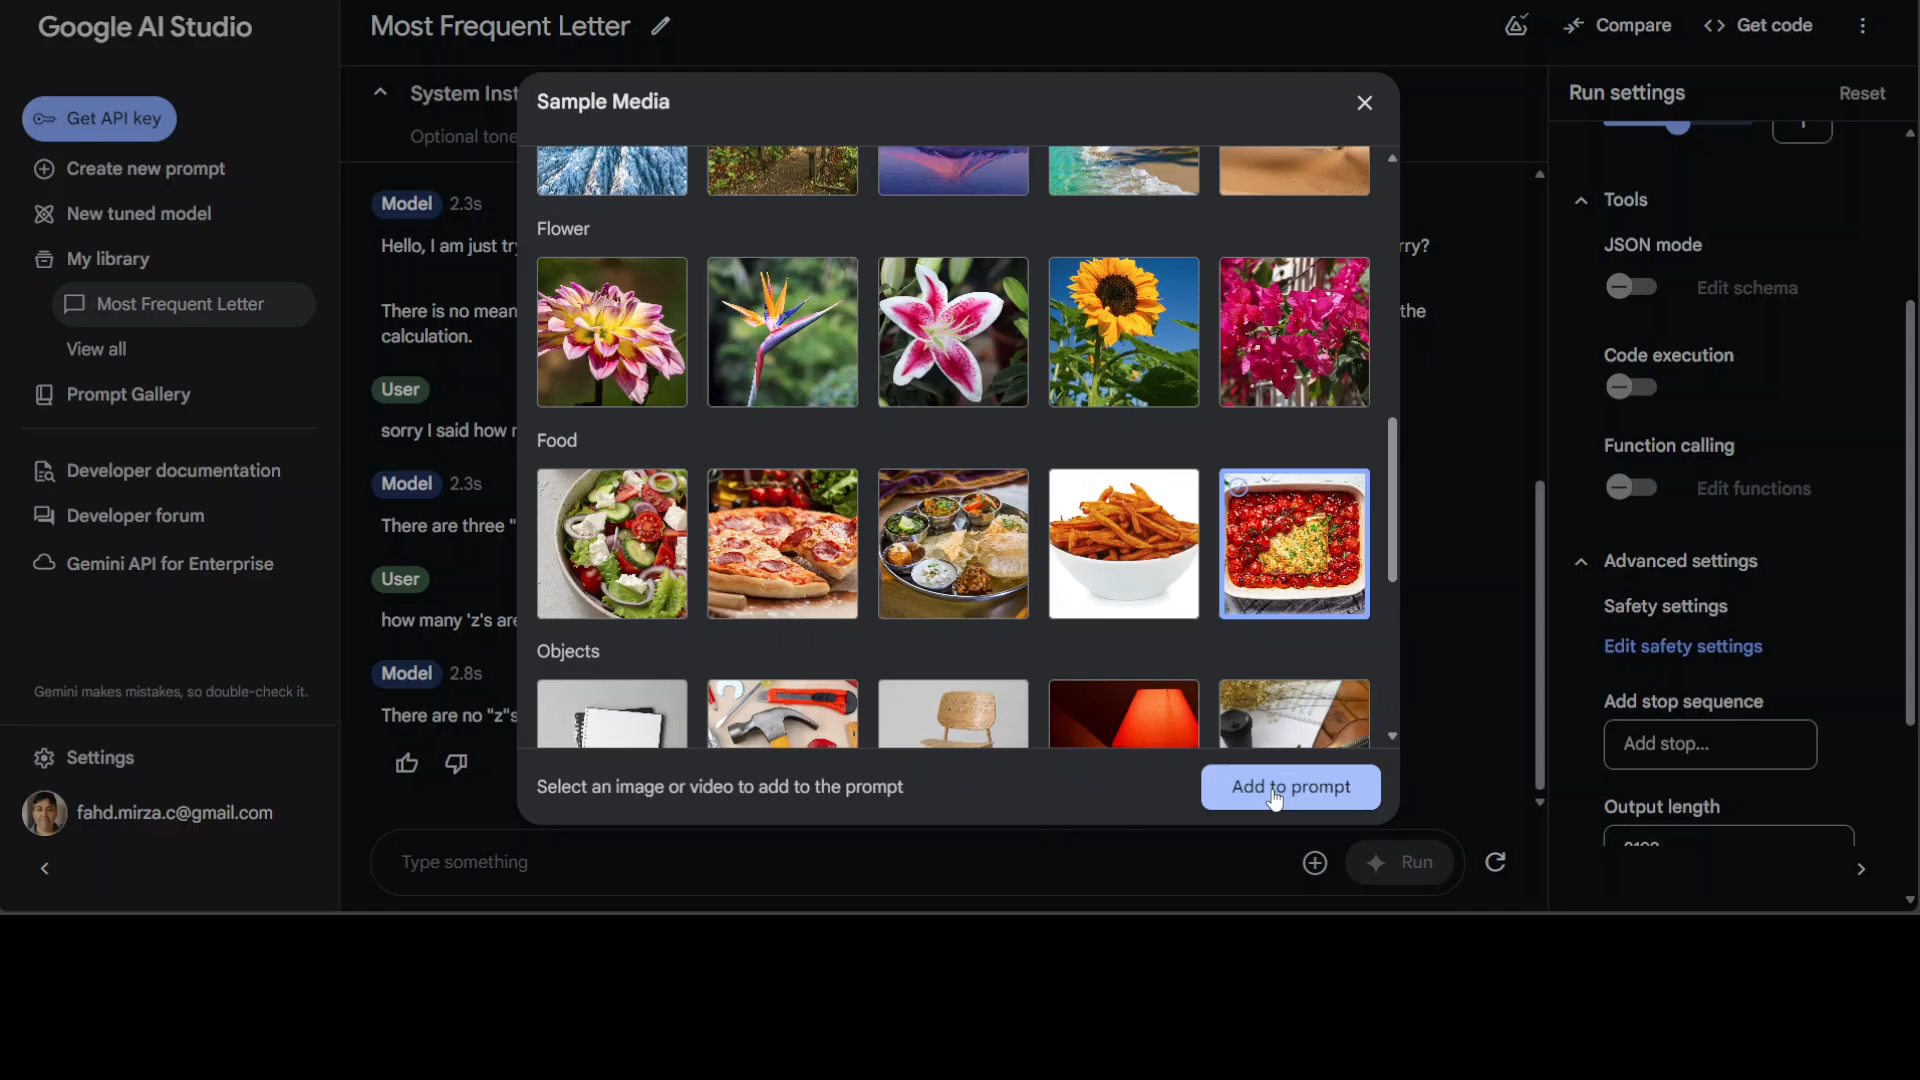 Google AI Studio
Get API key
Create new prompt
New tuned model
My library
Most Frequent Letter
View all
Prompt Gallery
Developer documentation
Developer forum
Gemini API for Enterprise
Gemini makes mistakes, so double-check it.
Settings
fahd.mirza.c@gmail.com
Most Frequent Letter
Compare
Get code
System Inst
Optional tone
Model 2.3s
Hello, I am just
rry?
There is no mean
the
calculation.
User
sorry I said how
Model 2.3s
There are three "
User
how many 'z's are
Model 2.8s
There are no "z"s
Sample Media
Flower
Food
Objects
Select an image or video to add to the prompt
Add to prompt
Type something
Run
Run settings
Reset
Tools
JSON mode
Edit schema
Code execution
Function calling
Edit functions
Advanced settings
Safety settings
Edit safety settings
Add stop sequence
Add stop...
Output length